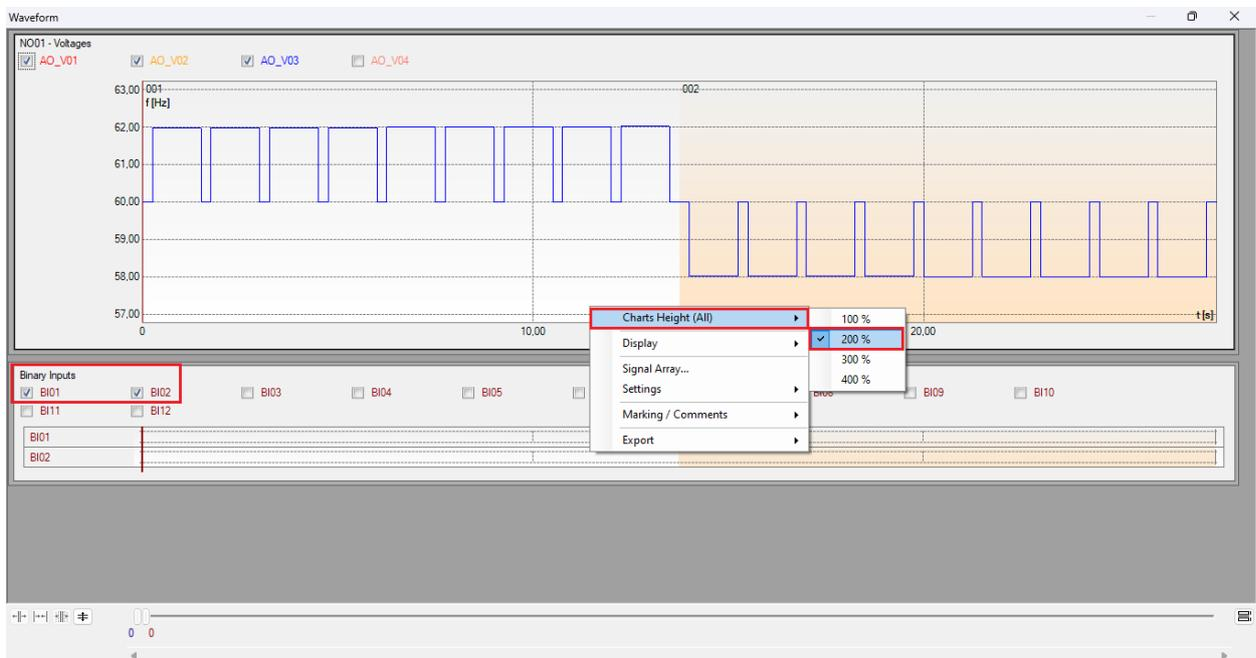 Waveform
NO01 - Voltages
AO_V01 AO_V02 AO_V03 AO_V04
63,00 001 002
f [Hz]
62,00
61,00
60,00
59,00
58,00
57,00 t [s]
0 10,00 20,00
Charts Height (All)
Display
Signal Array...
Settings
Marking / Comments
Export
100 %
200 %
300 %
400 %
Binary Inputs
BI01 BI02 BI03 BI04 BI05 BI09 BI10
BI11 BI12
BI01
BI02
0 0